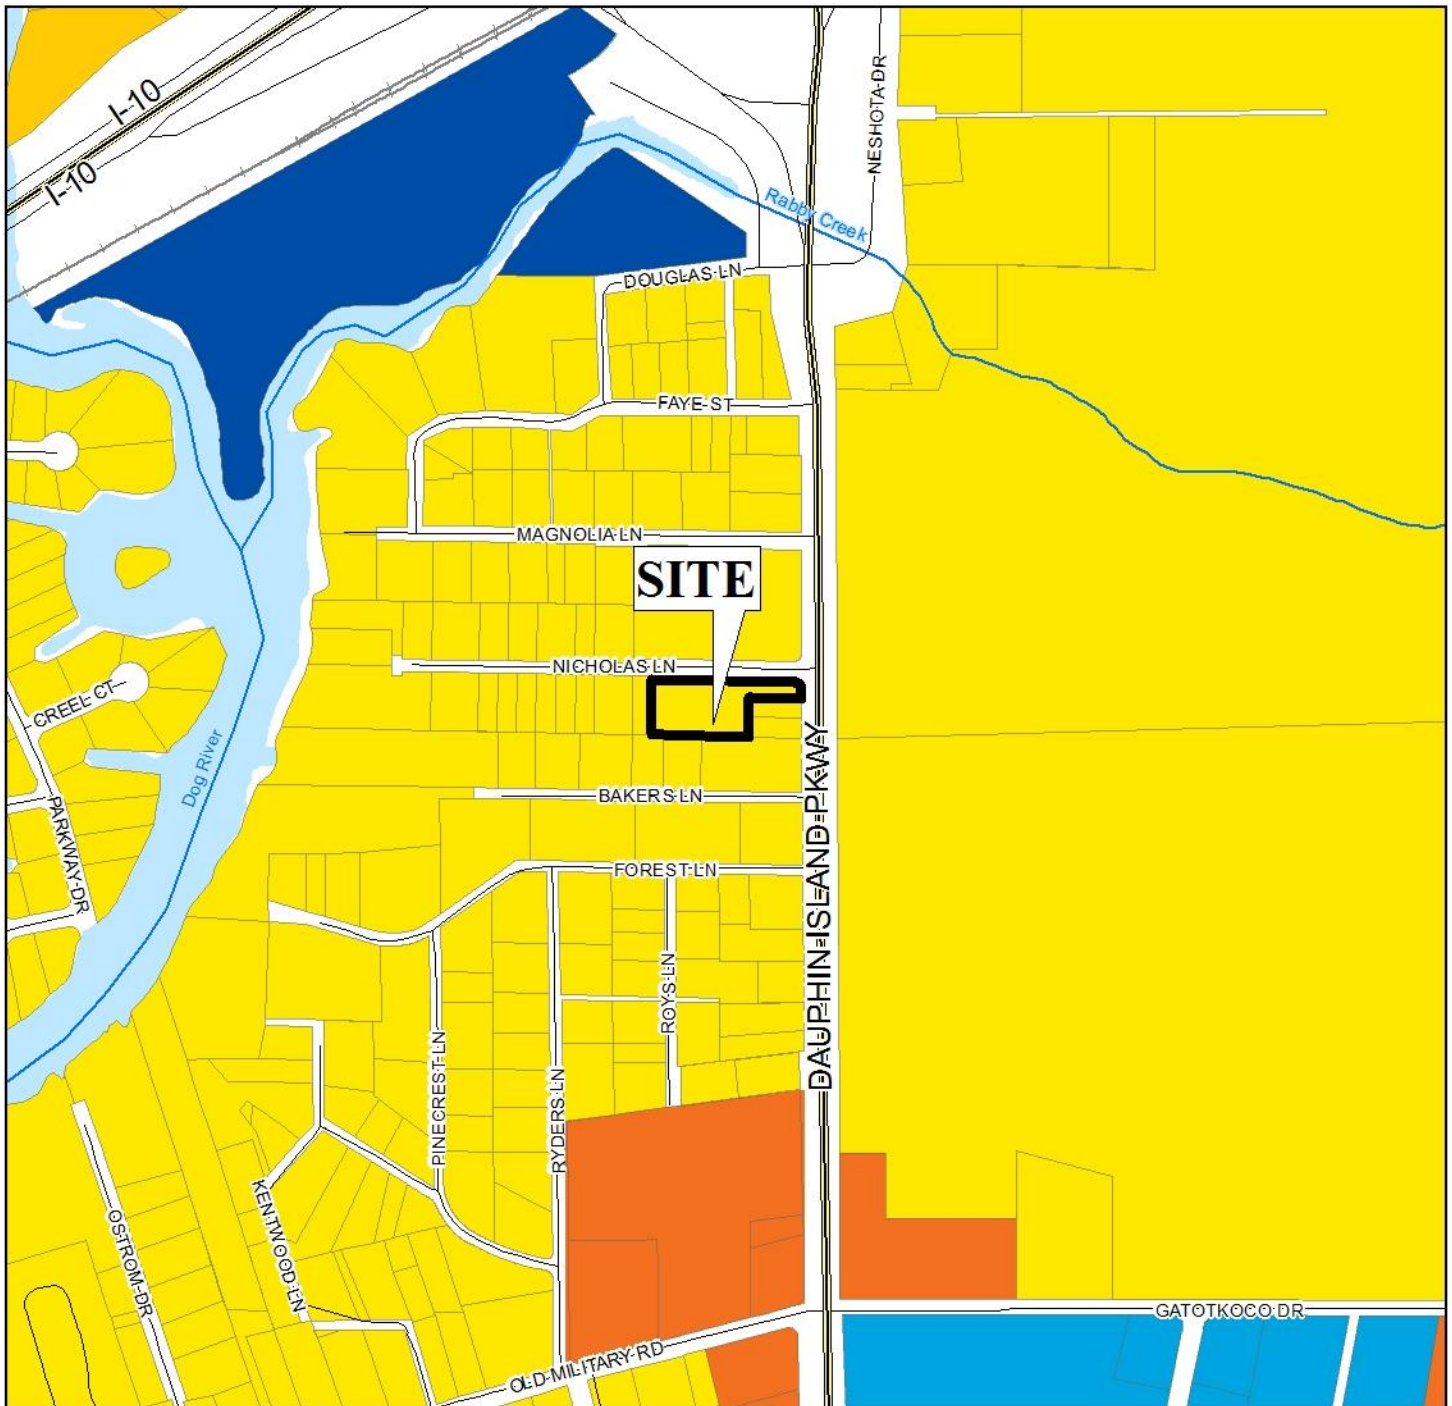 I-10
I-10
NESHOTA DR
Rabby Creek
DOUGLAS LN
FAYE ST
MAGNOLIA LN
SITE
NICHOLAS LN
CREEL CT
Dog River
DAUPHIN ISLAND PKWY
BAKERS LN
PARKWAY DR
FOREST LN
ROYS LN
PINECREST LN
RYDERS LN
KENTWOOD LN
OSTROM DR
GATOTKOCO DR
OLD MILITARY RD